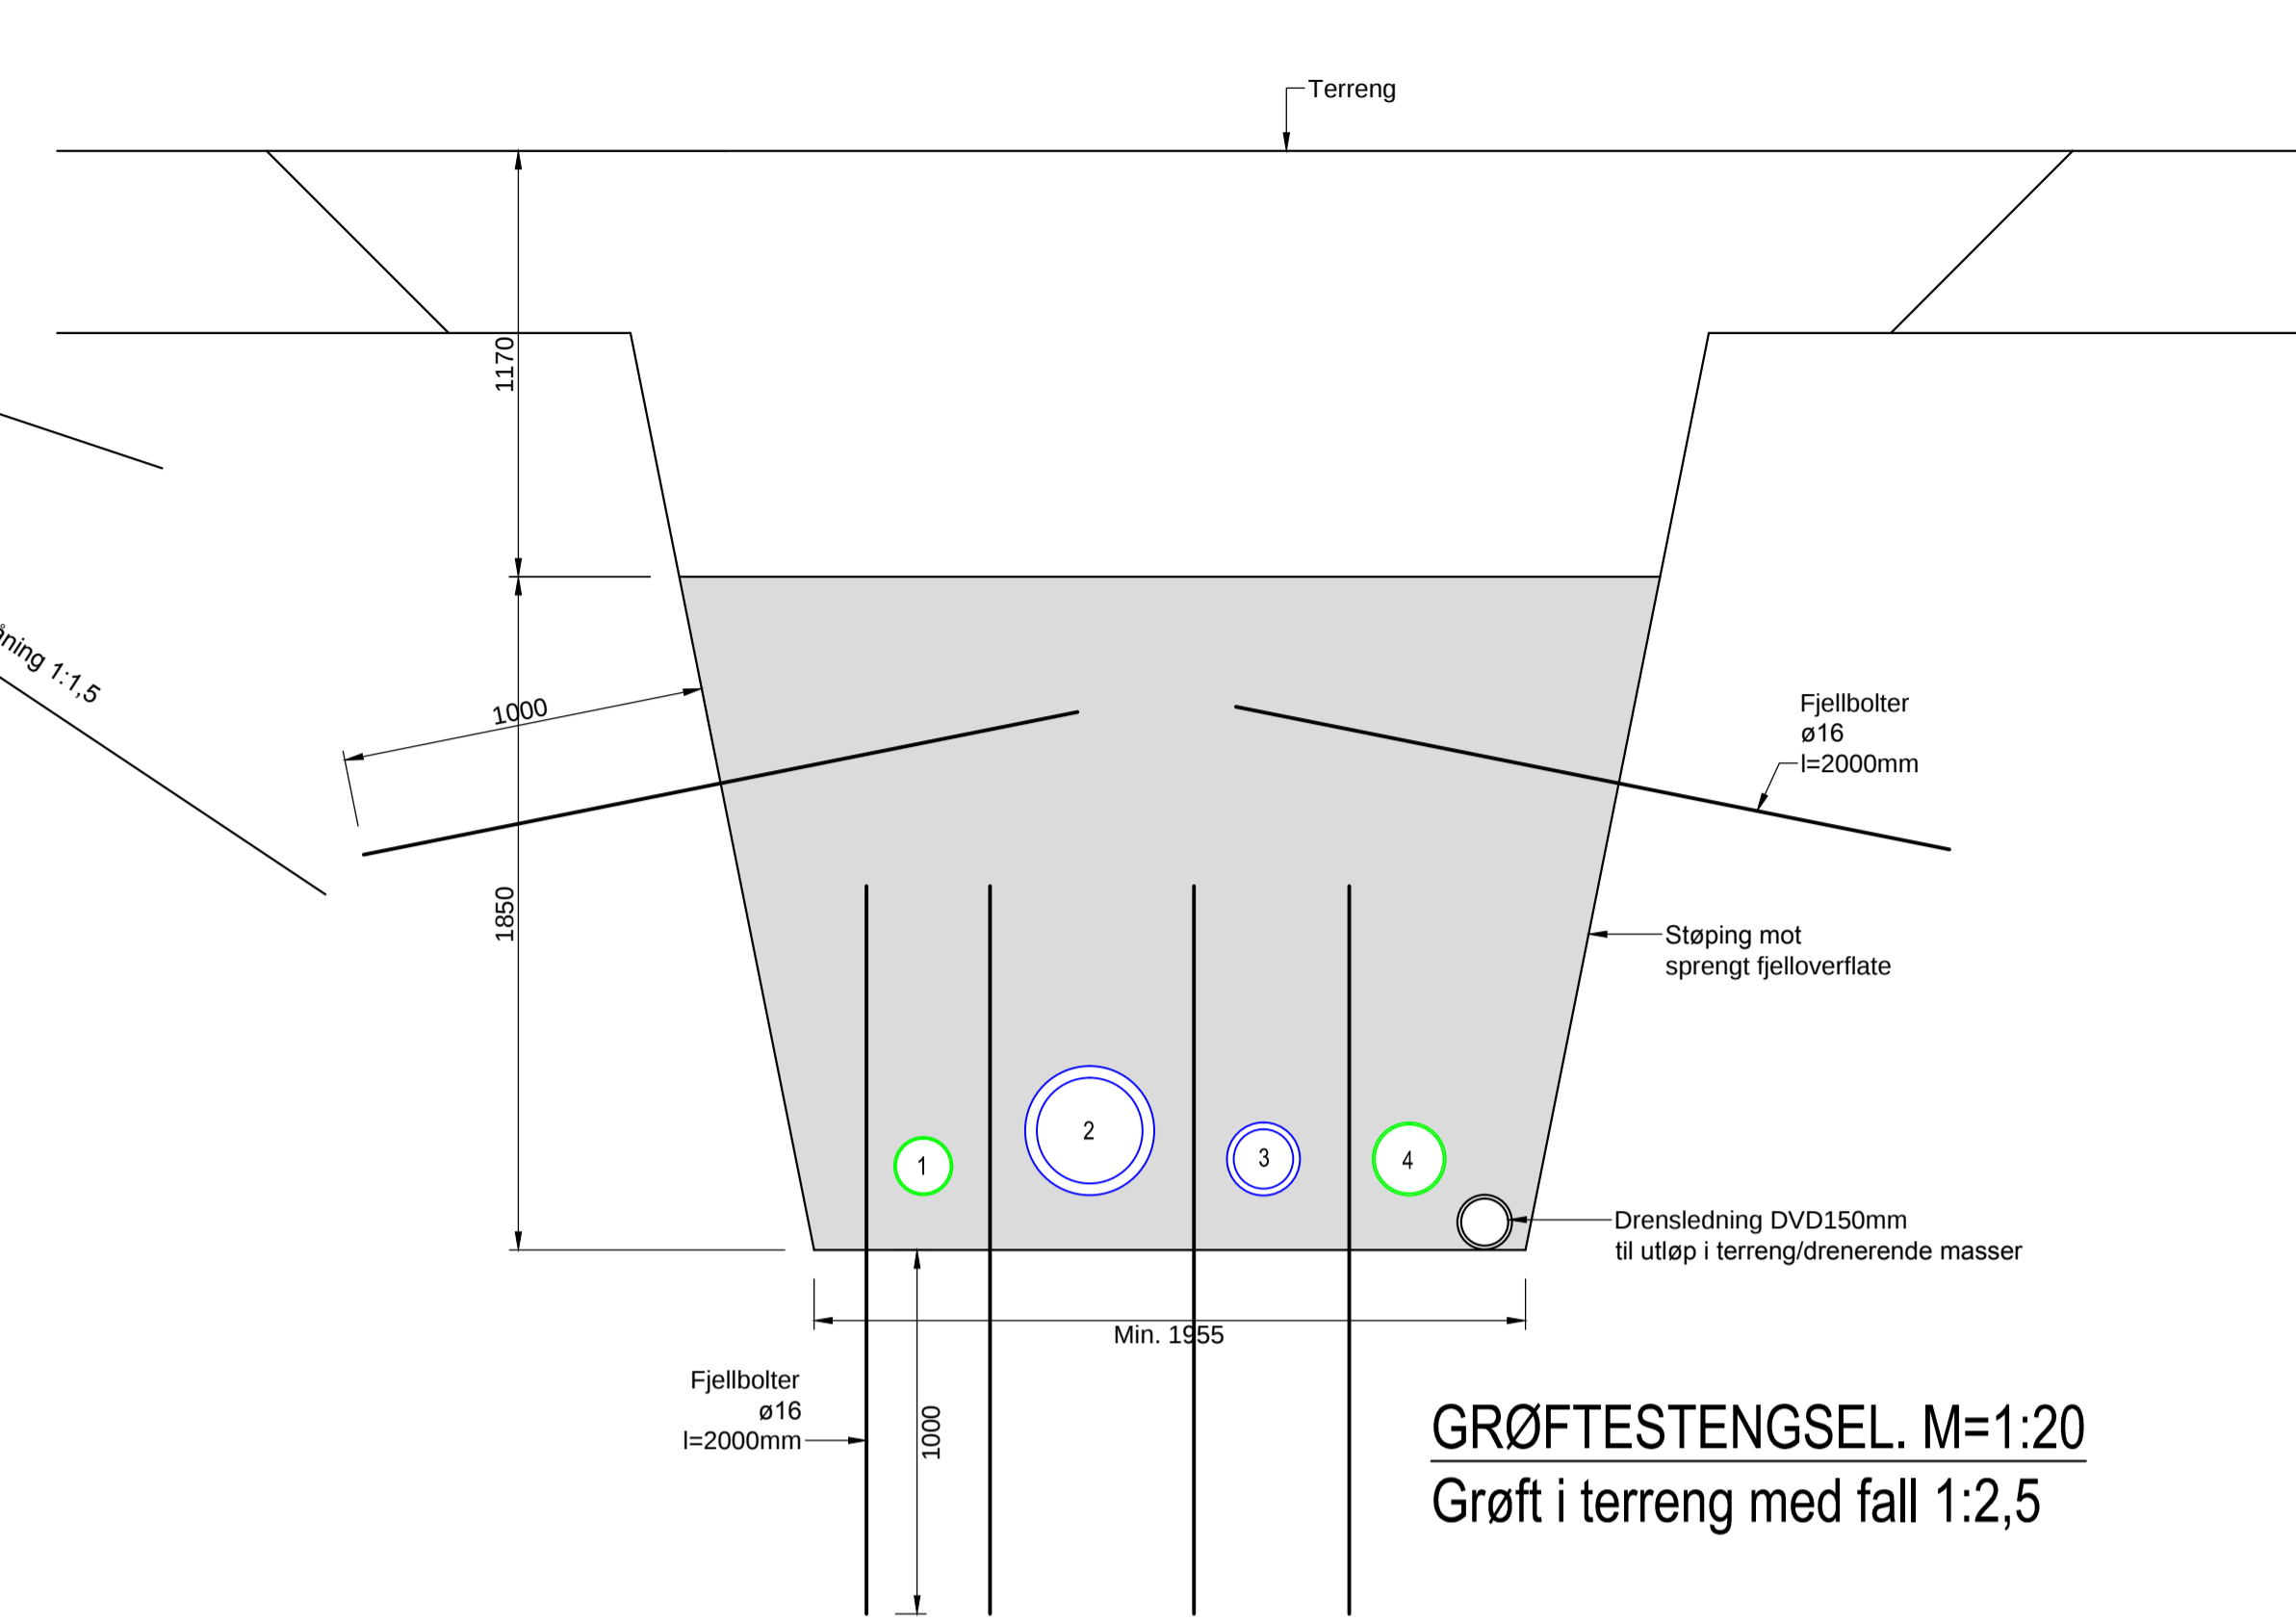 Terreng
1170
1:1,5
1000
Fjellbolter
ø16
l=2000mm
1850
Støping mot
sprengt fjelloverflate
2
3
1
4
Drensledning DVD150mm
til utløp i terreng/drenerende masser
Min. 1955
Fjellbolter
ø16
l=2000mm
1000
GRØFTESTENGSEL. M=1:20
Grøft i terreng med fall 1:2,5